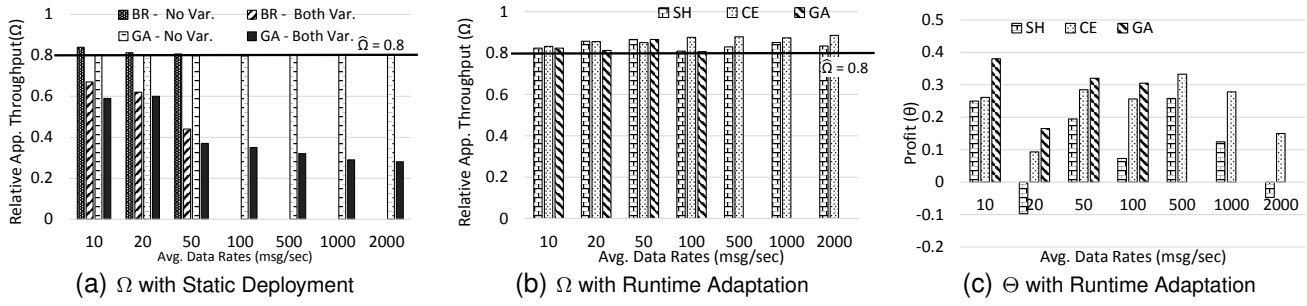 BR - No Var. BR - Both Var.
GA - No Var. GA - Both Var.
Ω̂ = 0.8
Relative App. Throughput(Ω)
1
0.8
0.6
0.4
0.2
0
10 20 50 100 500 1000 2000
Avg. Data Rates (msg/sec)
(a) Ω with Static Deployment
SH CE GA
Ω̂ = 0.8
Relative App. Throughput (Ω)
1
0.8
0.6
0.4
0.2
0
10 20 50 100 500 1000 2000
Avg. Data Rates (msg/sec)
(b) Ω with Runtime Adaptation
SH CE GA
Profit (θ)
0.5
0.4
0.3
0.2
0.1
0
-0.1
-0.2
10 20 50 100 500 1000 2000
Avg. Data Rates (msg/sec)
(c) Θ with Runtime Adaptation